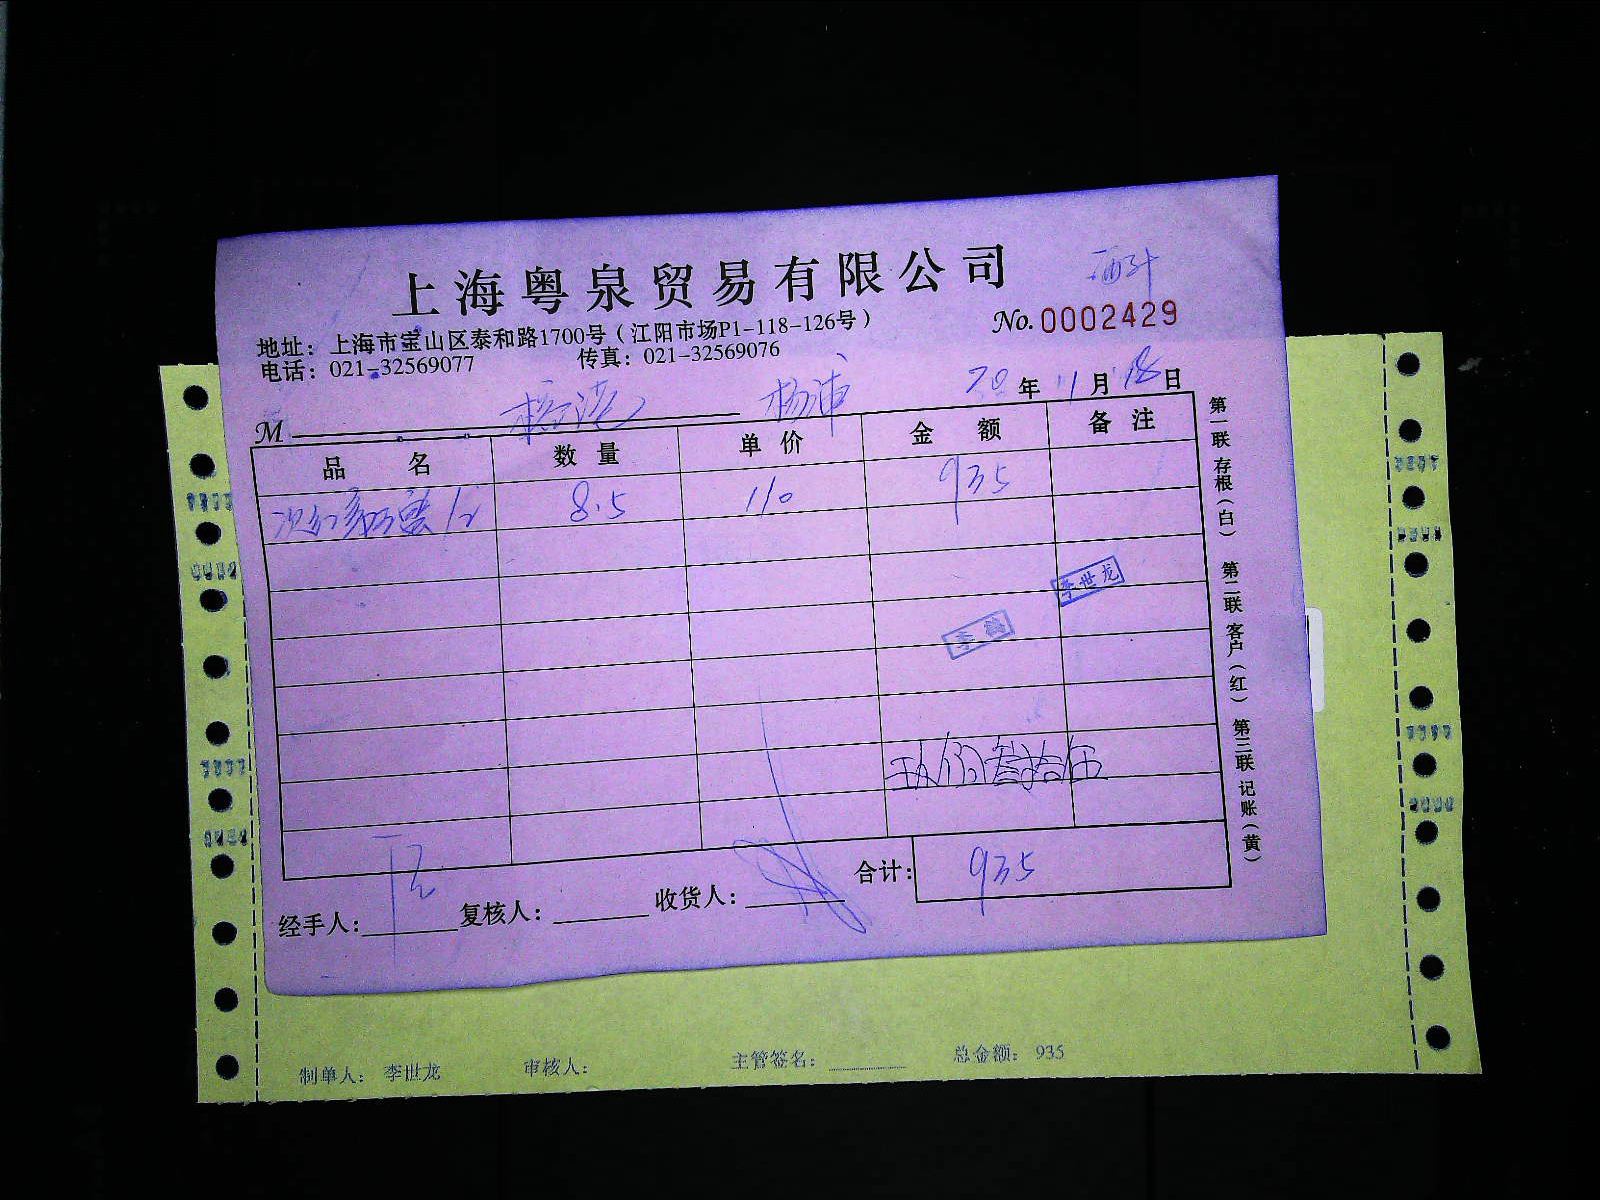 上海粤泉贸易有限公司
No. 0002429
地址：上海市宝山区泰和路1700号（江阳市场P1-118-126号）
电话：021-32569077 传真：021-32569076
M 杨浦 20年11月18日
品名 数量 单价 金额 备注
8.5 110 935
李世龙
玖佰叁拾伍
合计：935
经手人： 复核人： 收货人：
第一联 存根（白） 第二联 客户（红） 第三联 记账（黄）
制单人：李世龙 审核人： 主管签名： 总金额：935